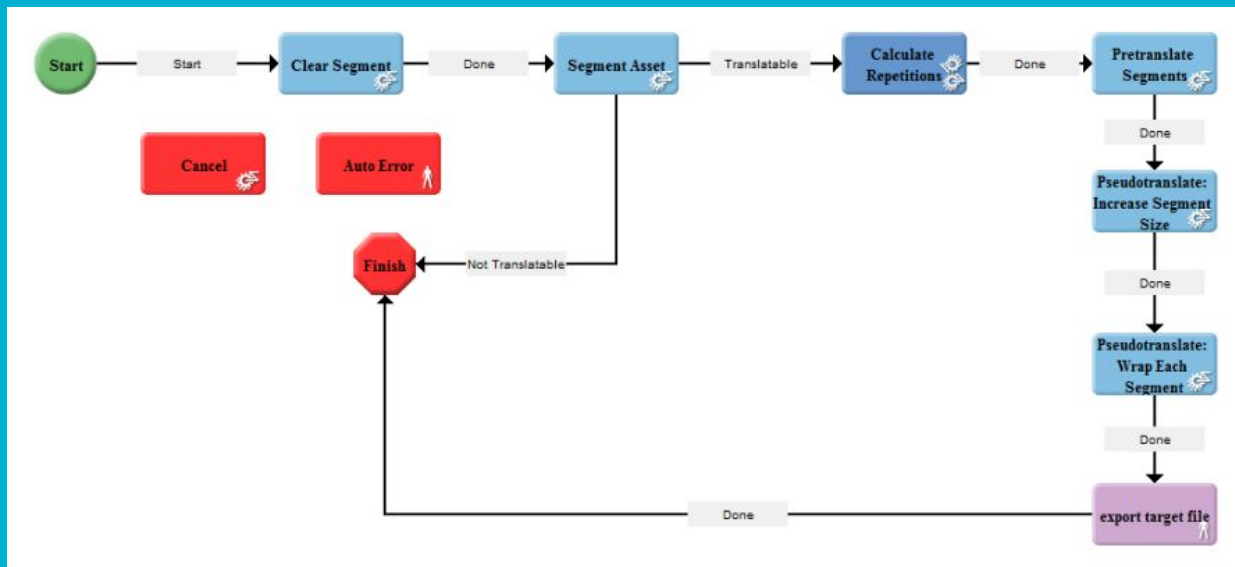 Start
Start
Clear Segment
Done
Segment Asset
Translatable
Calculate
Repetitions
Done
Pretranslate
Segments
Done
Cancel
Auto Error
Pseudotranslate:
Increase Segment
Size
Finish
Not Translatable
Done
Pseudotranslate:
Wrap Each
Segment
Done
export target file
Done